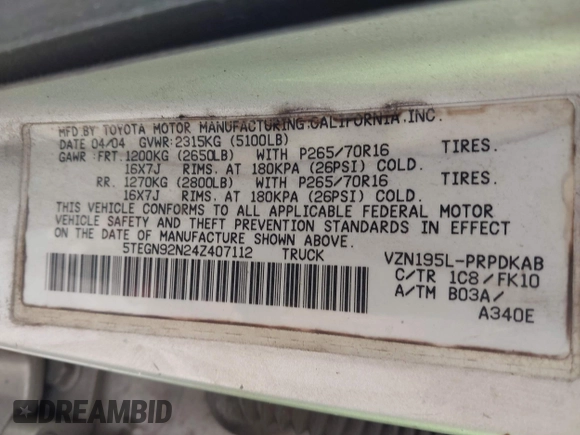 MFD.BY TOYOTA MOTOR MANUFACTURING,CALIFORNIA,INC.
DATE 04/04 GVWR:2315KG (5100LB)
GAWR:FRT.1200KG (2650LB) WITH P265/70R16 TIRES.
16X7J RIMS. AT 180KPA (26PSI) COLD.
RR. 1270KG (2800LB) WITH P265/70R16 TIRES.
16X7J RIMS. AT 180KPA (26PSI) COLD.
THIS VEHICLE CONFORMS TO ALL APPLICABLE FEDERAL MOTOR
VEHICLE SAFETY AND THEFT PREVENTION STANDARDS IN EFFECT
ON THE DATE OF MANUFACTURE SHOWN ABOVE.
5TEGN92N24Z407112 TRUCK VZN195L-PRPDKAB
C/TR 1C8/FK10
A/TM B03A/
A340E
DREAMBID